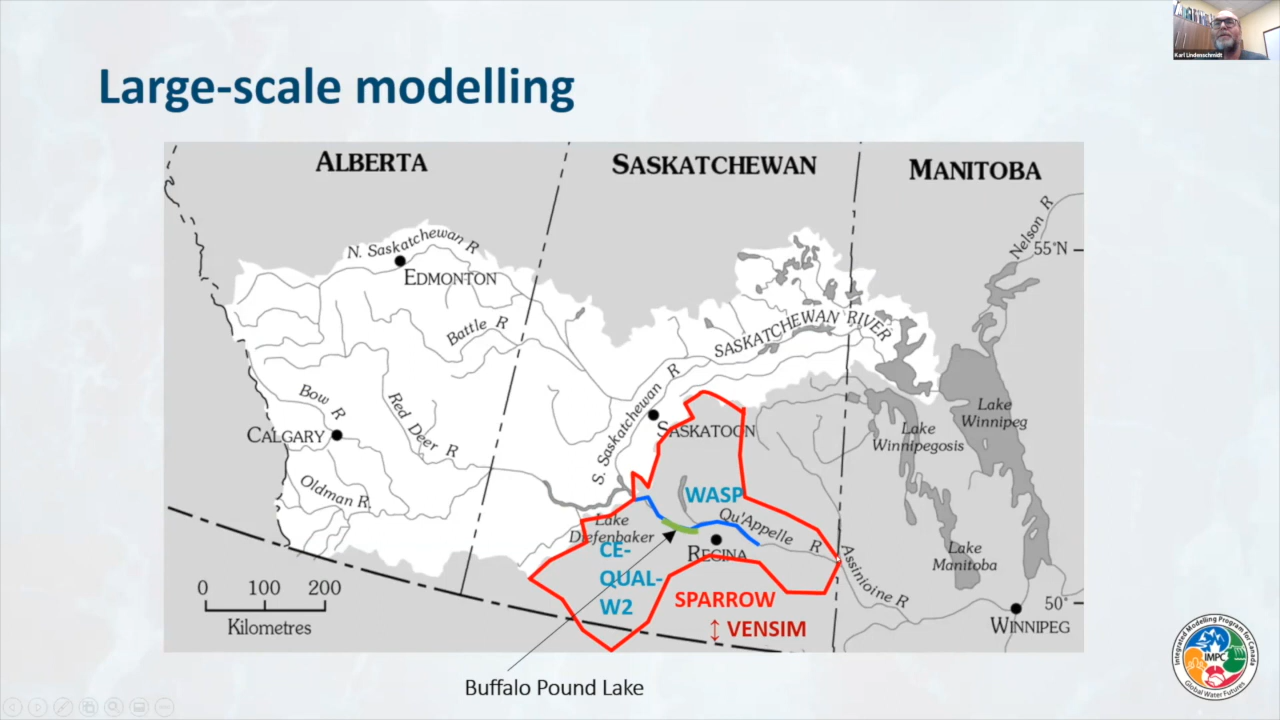 Large-scale modelling
Karl Lindenschmidt
ALBERTA
SASKATCHEWAN
MANITOBA
Nelson R
55°N
N. Saskatchewan R
EDMONTON
Battle R
SASKATCHEWAN RIVER
Bow R
Red Deer R
CALGARY
Oldman R.
S. Saskatchewan R
SASKATOON
Lake
Winnipeg
Lake
Winnipegosis
WASP
Qu'Appelle R
Lake
Diefenbaker
REGINA
CE-
QUAL-
W2
Assinioine R
Lake
Manitoba
SPARROW
↕ VENSIM
50°
WINNIPEG
0 100 200
Kilometres
Buffalo Pound Lake
Integrated Modelling Program for Canada
IMPC
Global Water Futures